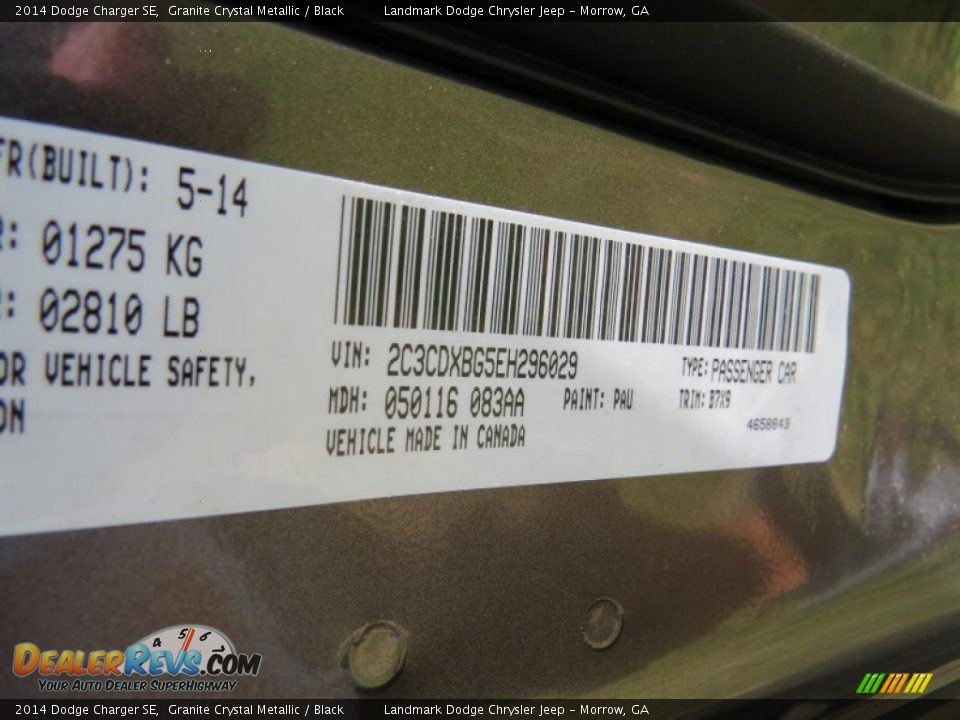 2014 Dodge Charger SE,  Granite Crystal Metallic / Black        Landmark Dodge Chrysler Jeep - Morrow, GA
FR(BUILT): 5-14
R: 01275 KG
02810 LB
OR VEHICLE SAFETY,
ON
VIN: 2C3CDXBG5EH296029
TYPE: PASSENGER CAR
MDH: 050116 083AA
PAINT: PAU
TRIM: B7X9
VEHICLE MADE IN CANADA
4658843
4 5 6
DEALERREVS.COM
YOUR AUTO DEALER SUPERHIGHWAY
2014 Dodge Charger SE,  Granite Crystal Metallic / Black        Landmark Dodge Chrysler Jeep - Morrow, GA